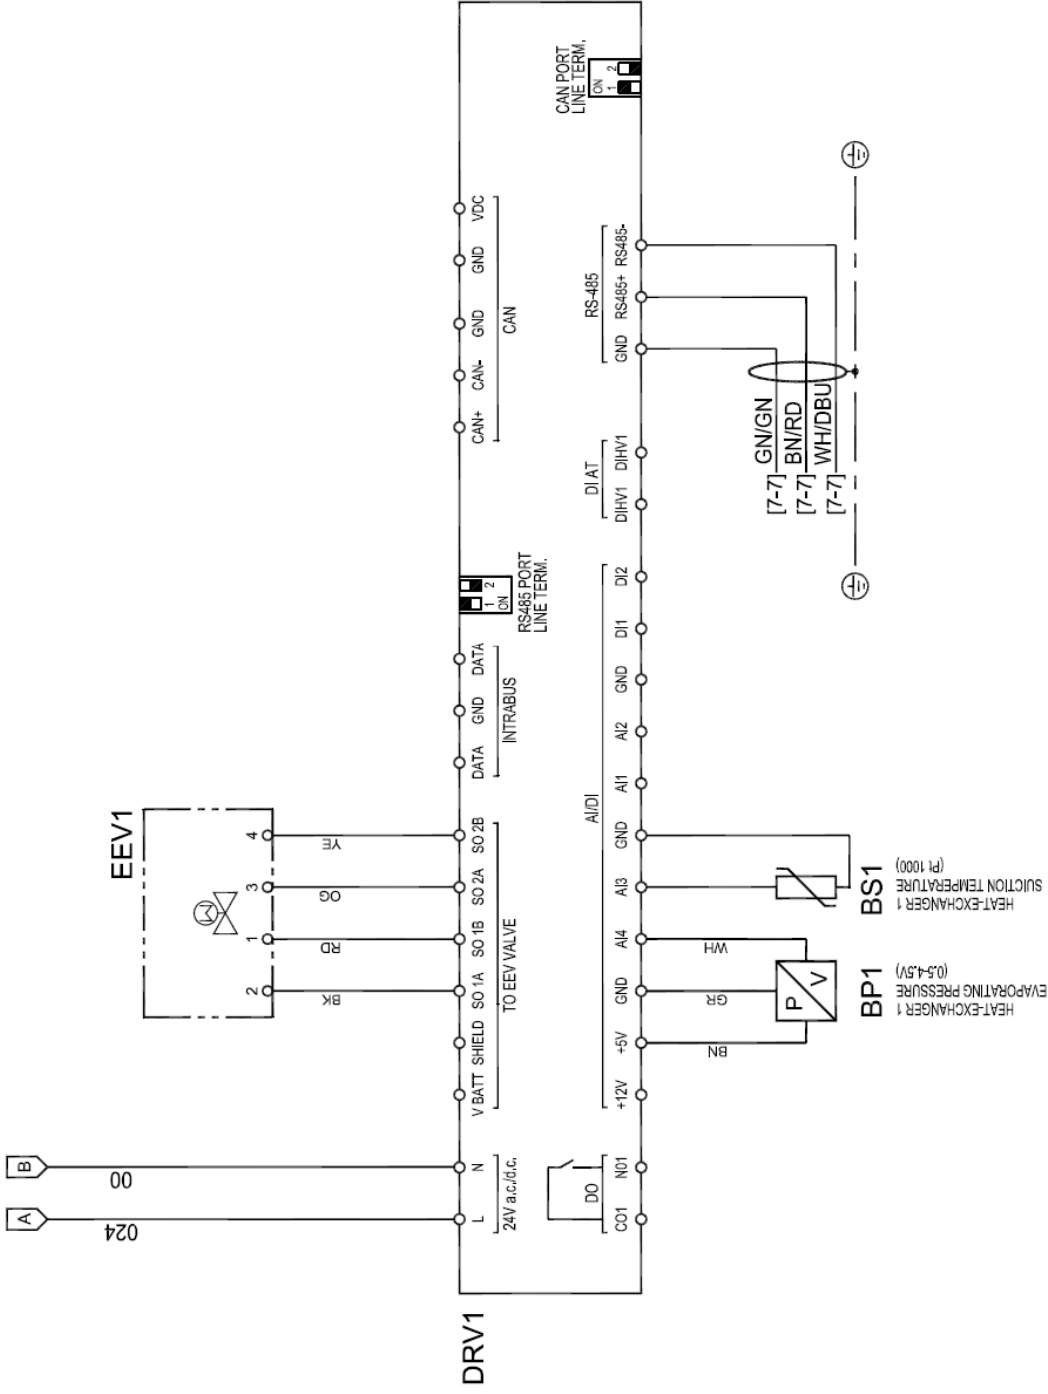 CAN PORT
LINE TERM.
ON
1 2
VDC
GND
GND
CAN-
CAN+
CAN
RS-485
RS485-
RS485+
GND
GN/GN
BN/RD
WH/DBU
[7-7]
[7-7]
[7-7]
DI AT
DIHV1
DIHV1
RS485 PORT
LINE TERM.
ON
1 2
DATA
GND
DATA
INTRABUS
AI/DI
DI2
DI1
GND
AI2
AI1
GND
AI3
AI4
GND
+5V
+12V
EEV1
M
4
3
1
2
YE
OG
RD
BK
SO 2B
SO 2A
SO 1B
SO 1A
SHIELD
V BATT
TO EEV VALVE
BS1
HEAT-EXCHANGER 1
SUICTION TEMPERATURE
(Pt 1000)
WH
GR
BN
P
V
BP1
HEAT-EXCHANGER 1
EVAPORATING PRESSURE
(0.5-4.5V)
B
A
00
024
N
L
24V a.c./d.c.
DO
N01
CO1
DRV1